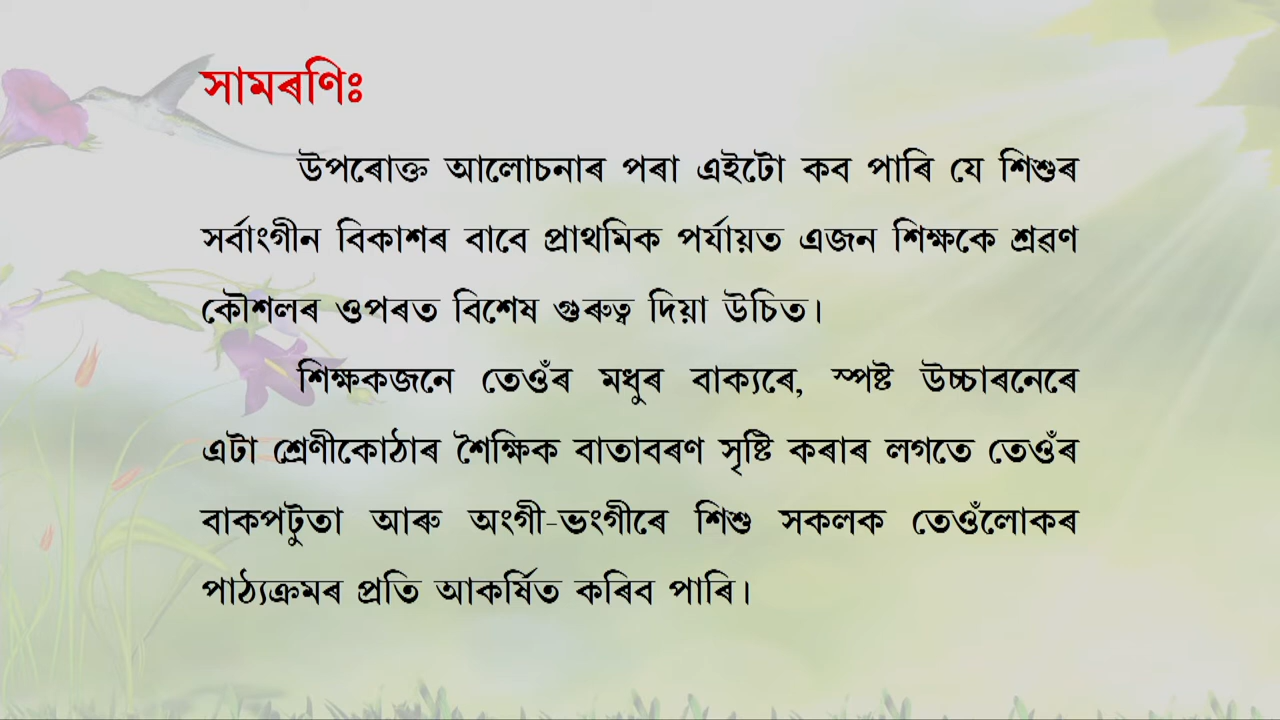 সামৰণিঃ
উপৰোক্ত আলোচনাৰ পৰা এইটো কব পাৰি যে শিশুৰ
সৰ্বাংগীন বিকাশৰ বাবে প্ৰাথমিক পৰ্যায়ত এজন শিক্ষকে শ্ৰৱণ
কৌশলৰ ওপৰত বিশেষ গুৰুত্ব দিয়া উচিত।
শিক্ষকজনে তেওঁৰ মধুৰ বাক্যৰে, স্পষ্ট উচ্চাৰনেৰে
এটা শ্ৰেণীকোঠাৰ শৈক্ষিক বাতাবৰণ সৃষ্টি কৰাৰ লগতে তেওঁৰ
বাকপটুতা আৰু অংগী-ভংগীৰে শিশু সকলক তেওঁলোকৰ
পাঠ্যক্ৰমৰ প্ৰতি আকৰ্ষিত কৰিব পাৰি।